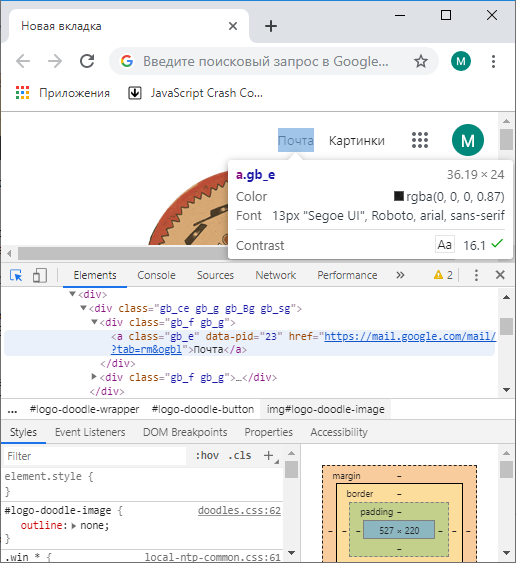 Новая вкладка
Введите поисковый запрос в Google...
M
Приложения JavaScript Crash Co...
Почта Картинки M
a.gb_e 36.19 × 24
Color rgba(0, 0, 0, 0.87)
Font 13px "Segoe UI", Roboto, arial, sans-serif
Contrast Aa 16.1
Elements Console Sources Network Performance » 2
<div>
<div class="gb_ce gb_g gb_Bg gb_sg">
<div class="gb_f gb_g">
<a class="gb_e" data-pid="23" href="https://mail.google.com/mail/
?tab=rm&ogbl">Почта</a>
</div>
<div class="gb_f gb_g">…</div>
</div>
... #logo-doodle-wrapper #logo-doodle-button img#logo-doodle-image
Styles Event Listeners DOM Breakpoints Properties Accessibility
Filter :hov .cls +
element.style {
}
#logo-doodle-image { doodles.css:62
outline: none;
}
.win * { local-ntp-common.css:61
margin –
border –
padding –
– – – 527 × 220 – – –